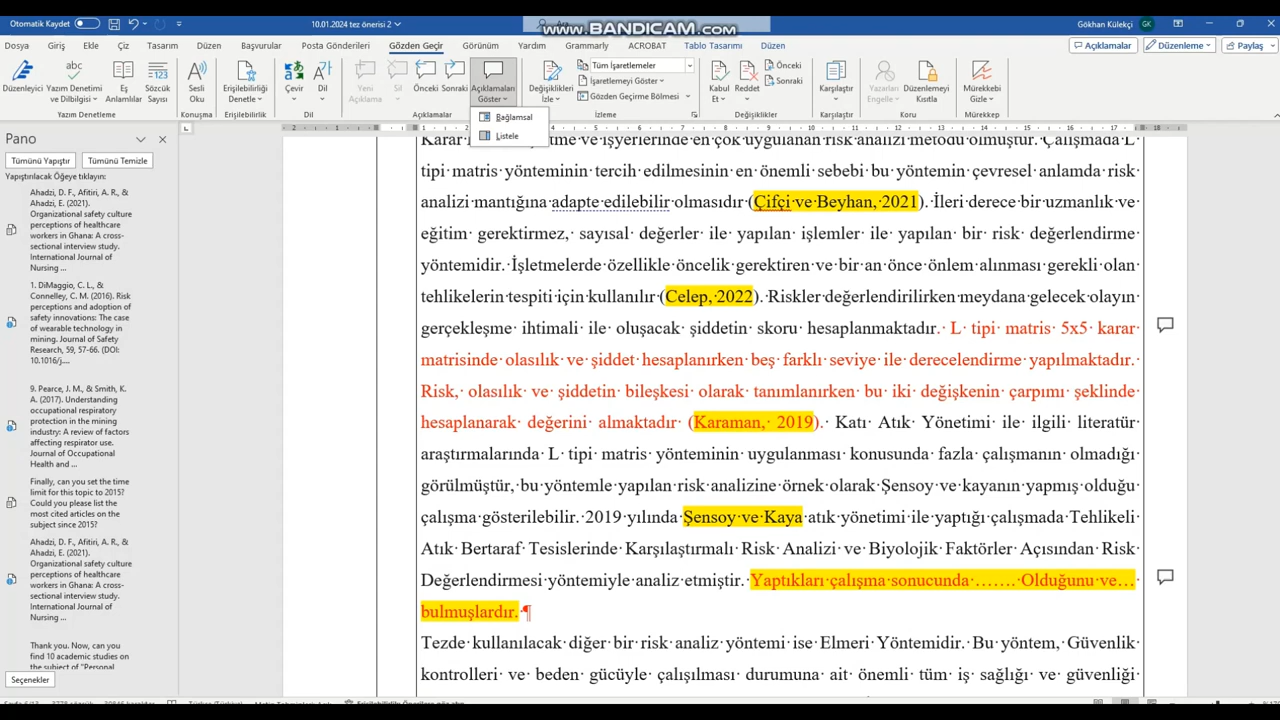 Otomatik Kaydet
10.01.2024 tez önerisi 2
www.BANDICAM.com
Gökhan Külekçi GK
Dosya Giriş Ekle Çiz Tasarım Düzen Başvurular Posta Gönderileri Gözden Geçir Görünüm Yardım Grammarly ACROBAT Tablo Tasarımı Düzen
Açıklamalar Düzenleme Paylaş
Düzenleyici
Yazım Denetimi
ve Dilbilgisi
Eş
Anlamlılar
Sözcük
Sayısı
Sesli
Oku
Erişilebilirliği
Denetle
Çevir
Dil
Yeni
Açıklama
Sil
Önceki
Sonraki
Açıklamaları
Göster
Değişiklikleri
İzle
Tüm İşaretlemeler
İşaretlemeyi Göster
Gözden Geçirme Bölmesi
Kabul
Et
Reddet
Önceki
Sonraki
Karşılaştır
Yazarları
Engelle
Düzenlemeyi
Kısıtla
Mürekkebi
Gizle
Yazım Denetleme Konuşma Erişilebilirlik Dil Açıklamalar İzleme Değişiklikler Karşılaştır Koru Mürekkep
Bağlamsal
Listele
Pano
Tümünü Yapıştır Tümünü Temizle
Yapıştırılacak Öğeye tıklayın:
Ahadzi, D. F., Afitiri, A. R., &
Ahadzi, E. (2021).
Organizational safety culture
perceptions of healthcare
workers in Ghana: A cross-
sectional interview study.
International Journal of
Nursing ...
1. DiMaggio, C. L., &
Connelley, C. M. (2016). Risk
perceptions and adoption of
safety innovations: The case
of wearable technology in
mining. Journal of Safety
Research, 59, 57-66. (DOI:
10.1016/j....
9. Pearce, J. M., & Smith, K.
A. (2017). Understanding
occupational respiratory
protection in the mining
industry: A review of factors
affecting respirator use.
Journal of Occupational
Health and ...
Finally, can you set the time
limit for this topic to 2015?
Could you please list the
most cited articles on the
subject since 2015?
Ahadzi, D. F., Afitiri, A. R., &
Ahadzi, E. (2021).
Organizational safety culture
perceptions of healthcare
workers in Ghana: A cross-
sectional interview study.
International Journal of
Nursing ...
Thank you. Now, can you
find 10 academic studies on
the subject of "Personal
Seçenekler
işyerlerinde en çok uygulanan risk analizi metodu olmuştur. Çalışmada L
tipi matris yönteminin tercih edilmesinin en önemli sebebi bu yöntemin çevresel anlamda risk
analizi mantığına adapte edilebilir olmasıdır (Çifçi ve Beyhan, 2021). İleri derece bir uzmanlık ve
eğitim gerektirmez, sayısal değerler ile yapılan işlemler ile yapılan bir risk değerlendirme
yöntemidir. İşletmelerde özellikle öncelik gerektiren ve bir an önce önlem alınması gerekli olan
tehlikelerin tespiti için kullanılır (Celep, 2022). Riskler değerlendirilirken meydana gelecek olayın
gerçekleşme ihtimali ile oluşacak şiddetin skoru hesaplanmaktadır. L tipi matris 5x5 karar
matrisinde olasılık ve şiddet hesaplanırken beş farklı seviye ile derecelendirme yapılmaktadır.
Risk, olasılık ve şiddetin bileşkesi olarak tanımlanırken bu iki değişkenin çarpımı şeklinde
hesaplanarak değerini almaktadır (Karaman, 2019). Katı Atık Yönetimi ile ilgili literatür
araştırmalarında L tipi matris yönteminin uygulanması konusunda fazla çalışmanın olmadığı
görülmüştür, bu yöntemle yapılan risk analizine örnek olarak Şensoy ve kayanın yapmış olduğu
çalışma gösterilebilir. 2019 yılında Şensoy ve Kaya atık yönetimi ile yaptığı çalışmada Tehlikeli
Atık Bertaraf Tesislerinde Karşılaştırmalı Risk Analizi ve Biyolojik Faktörler Açısından Risk
Değerlendirmesi yöntemiyle analiz etmiştir. Yaptıkları çalışma sonucunda ……. Olduğunu ve…
bulmuşlardır. ¶
Tezde kullanılacak diğer bir risk analiz yöntemi ise Elmeri Yöntemidir. Bu yöntem, Güvenlik
kontrolleri ve beden gücüyle çalışılması durumuna ait önemli tüm iş sağlığı ve güvenliği